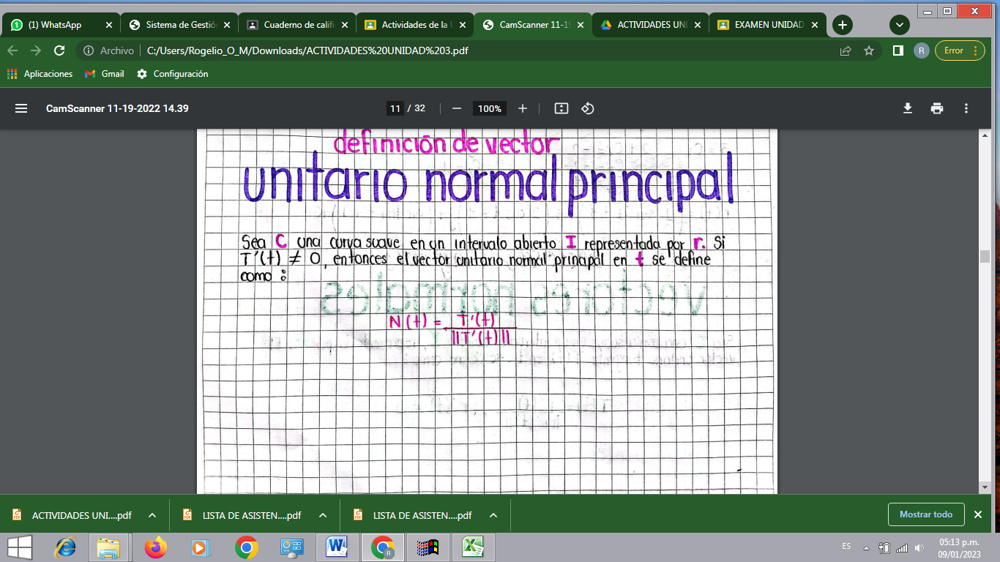 (1) WhatsApp
Sistema de Gestió
Cuaderno de calif
Actividades de la U
CamScanner 11-19
ACTIVIDADES UNI
EXAMEN UNIDAD
Archivo
C:/Users/Rogelio_O_M/Downloads/ACTIVIDADES%20UNIDAD%203.pdf
R
Error
Aplicaciones
Gmail
Configuración
CamScanner 11-19-2022 14.39
11 / 32
100%
definición de vector
unitario normal principal
Sea C una curva suave en un intervalo abierto I representada por r. Si
T'(t) ≠ 0, entonces el vector unitario normal principal en t se define
como :
N(t) = T'(t)
||T'(t)||
ACTIVIDADES UNI....pdf
LISTA DE ASISTEN....pdf
LISTA DE ASISTEN....pdf
Mostrar todo
ES
05:13 p.m.
09/01/2023